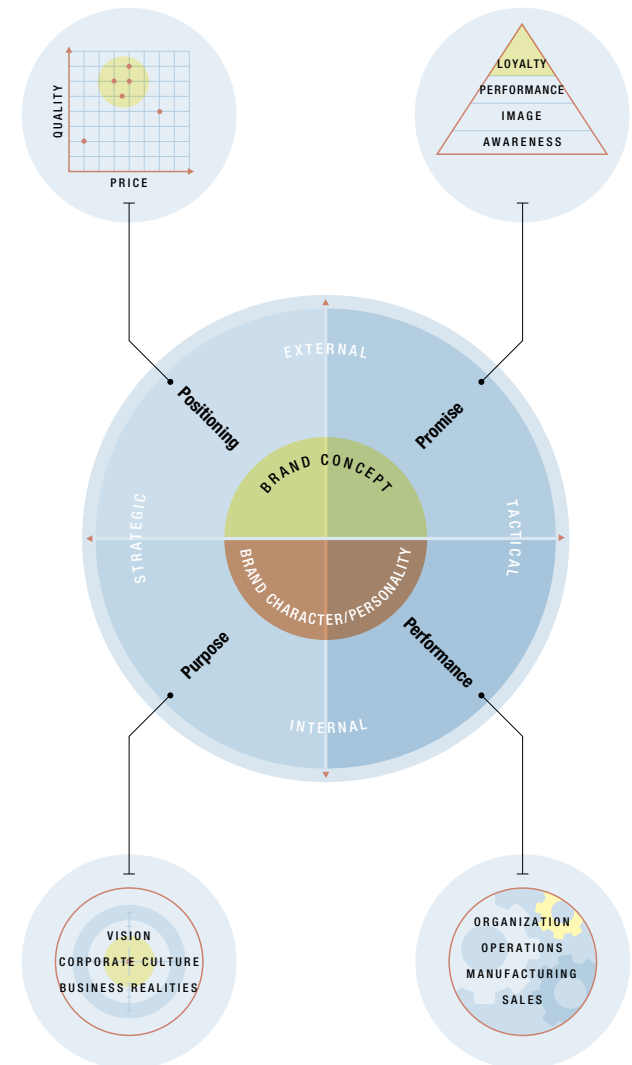 QUALITY
PRICE
LOYALTY
PERFORMANCE
IMAGE
AWARENESS
EXTERNAL
Positioning
Promise
BRAND CONCEPT
STRATEGIC
TACTICAL
BRAND CHARACTER/PERSONALITY
Purpose
Performance
INTERNAL
VISION
CORPORATE CULTURE
BUSINESS REALITIES
ORGANIZATION
OPERATIONS
MANUFACTURING
SALES